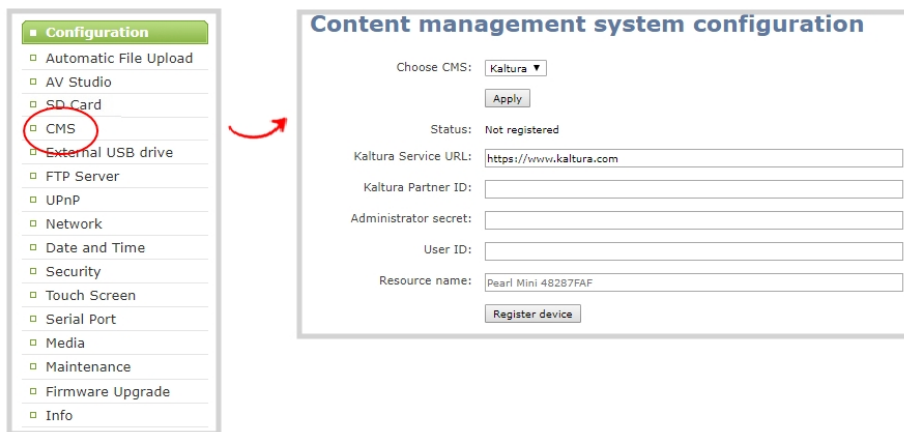 Configuration
Automatic File Upload
AV Studio
SD Card
CMS
External USB drive
FTP Server
UPnP
Network
Date and Time
Security
Touch Screen
Serial Port
Media
Maintenance
Firmware Upgrade
Info
Content management system configuration
Choose CMS: Kaltura
Apply
Status: Not registered
Kaltura Service URL: https://www.kaltura.com
Kaltura Partner ID:
Administrator secret:
User ID:
Resource name: Pearl Mini 48287FAF
Register device